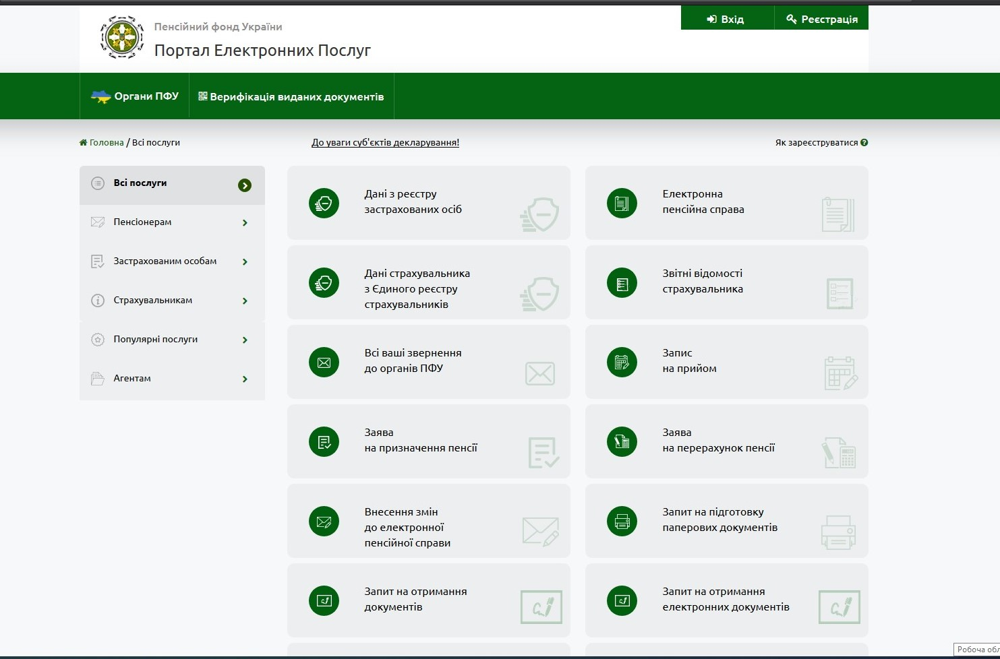 Пенсійний фонд України
Портал Електронних Послуг
Вхід
Реєстрація
Органи ПФУ
Верифікація виданих документів
Головна / Всі послуги
До уваги суб'єктів декларування!
Як зареєструватися
Всі послуги
Пенсіонерам
Застрахованим особам
Страхувальникам
Популярні послуги
Агентам
Дані з реєстру
застрахованих осіб
Електронна
пенсійна справа
Дані страхувальника
з Єдиного реєстру
страхувальників
Звітні відомості
страхувальника
Всі ваші звернення
до органів ПФУ
Запис
на прийом
Заява
на призначення пенсії
Заява
на перерахунок пенсії
Внесення змін
до електронної
пенсійної справи
Запит на підготовку
паперових документів
Запит на отримання
документів
Запит на отримання
електронних документів
Робоча